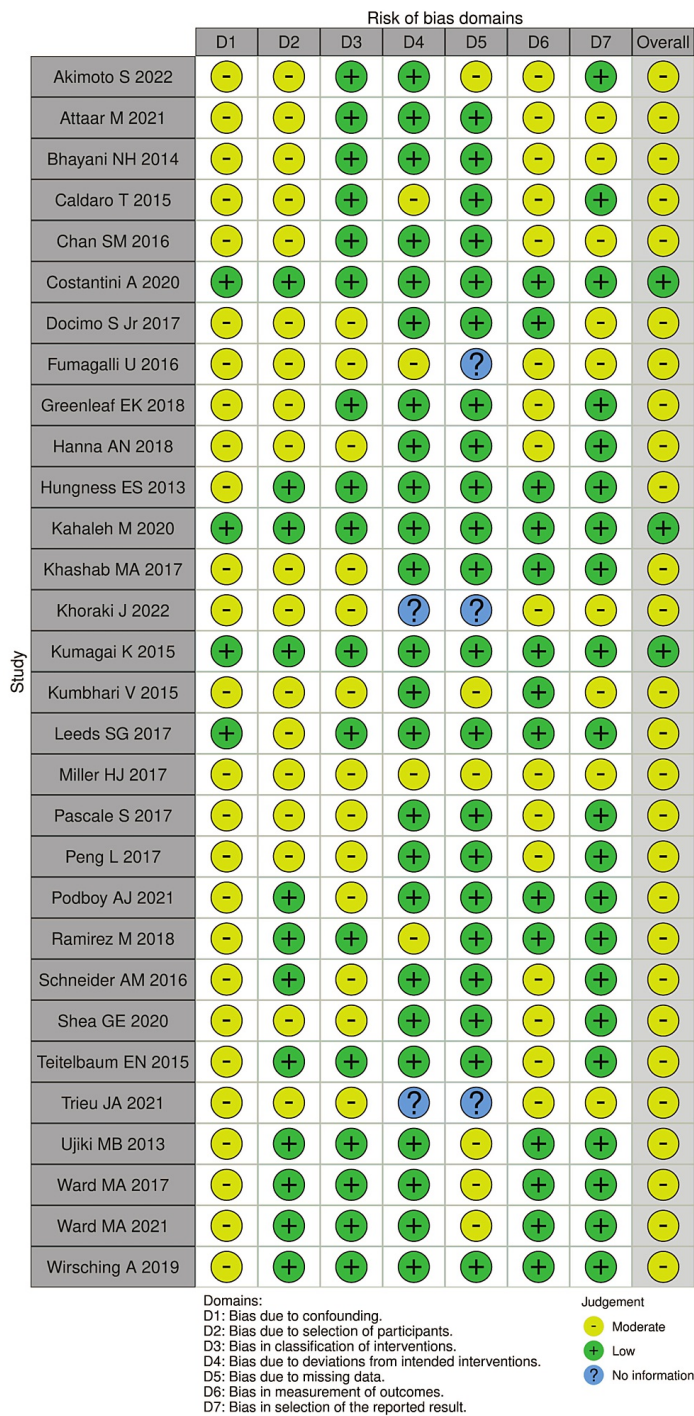 Risk of bias domains
D1 D2 D3 D4 D5 D6 D7 Overall
Akimoto S 2022 - - + + - - + -
Attaar M 2021 - - + + + - - -
Bhayani NH 2014 - - + + + - - -
Caldaro T 2015 - - + - + - + -
Chan SM 2016 - - + + + - - -
Costantini A 2020 + + + + + + + +
Docimo S Jr 2017 - - - + + + - -
Fumagalli U 2016 - - - - ? - - -
Greenleaf EK 2018 - - + + + - + -
Hanna AN 2018 - - - + + - + -
Hungness ES 2013 - + + + + + + -
Kahaleh M 2020 + + + + + + + +
Khashab MA 2017 - - - + + + + -
Khoraki J 2022 - - - ? ? - - -
Kumagai K 2015 + + + + + + + +
Kumbhari V 2015 - - - + - + - -
Leeds SG 2017 + - + + + + + -
Miller HJ 2017 - - - - - - - -
Pascale S 2017 - - - + + - + -
Peng L 2017 - - - + + - + -
Podboy AJ 2021 - + - + + + + -
Ramirez M 2018 - + + - + + + -
Schneider AM 2016 - + - + + - + -
Shea GE 2020 - - - + + - + -
Teitelbaum EN 2015 - + + + + - + -
Trieu JA 2021 - - - ? ? - - -
Ujiki MB 2013 - + + + - + + -
Ward MA 2017 - + + + - + + -
Ward MA 2021 - + + + - + + -
Wirsching A 2019 - + + + + + + -
Study
Domains:
D1: Bias due to confounding.
D2: Bias due to selection of participants.
D3: Bias in classification of interventions.
D4: Bias due to deviations from intended interventions.
D5: Bias due to missing data.
D6: Bias in measurement of outcomes.
D7: Bias in selection of the reported result.
Judgement
- Moderate
+ Low
? No information